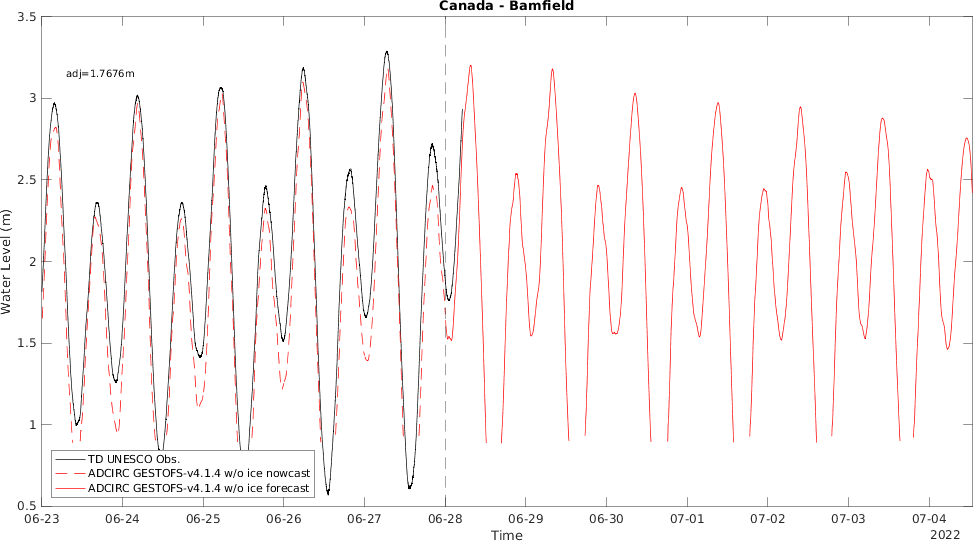 Canada - Bamfield
adj=1.7676m
Water Level (m)
3.5
3
2.5
2
1.5
1
0.5
TD UNESCO Obs.
ADCIRC GESTOFS-v4.1.4 w/o ice nowcast
ADCIRC GESTOFS-v4.1.4 w/o ice forecast
06-23 06-24 06-25 06-26 06-27 06-28 06-29 06-30 07-01 07-02 07-03 07-04
Time
2022